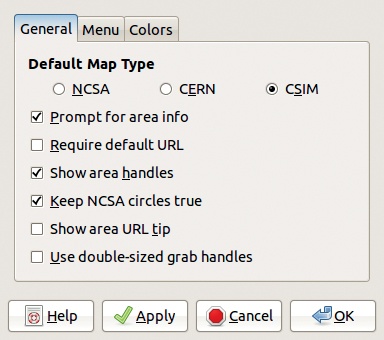 General Menu Colors
Default Map Type
NCSA CERN CSIM
Prompt for area info
Require default URL
Show area handles
Keep NCSA circles true
Show area URL tip
Use double-sized grab handles
Help Apply Cancel OK